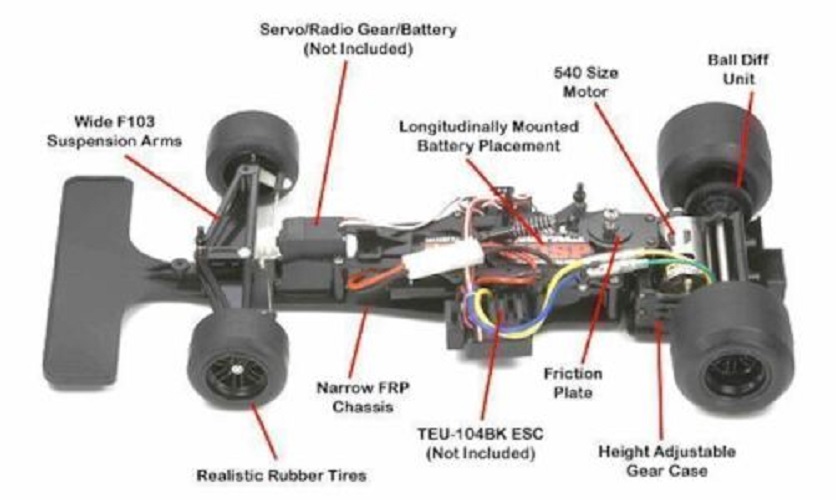 Servo/Radio Gear/Battery
(Not Included)
Ball Diff
Unit
540 Size
Motor
Wide F103
Suspension Arms
Longitudinally Mounted
Battery Placement
Narrow FRP
Chassis
Friction
Plate
TEU-104BK ESC
(Not Included)
Height Adjustable
Gear Case
Realistic Rubber Tires